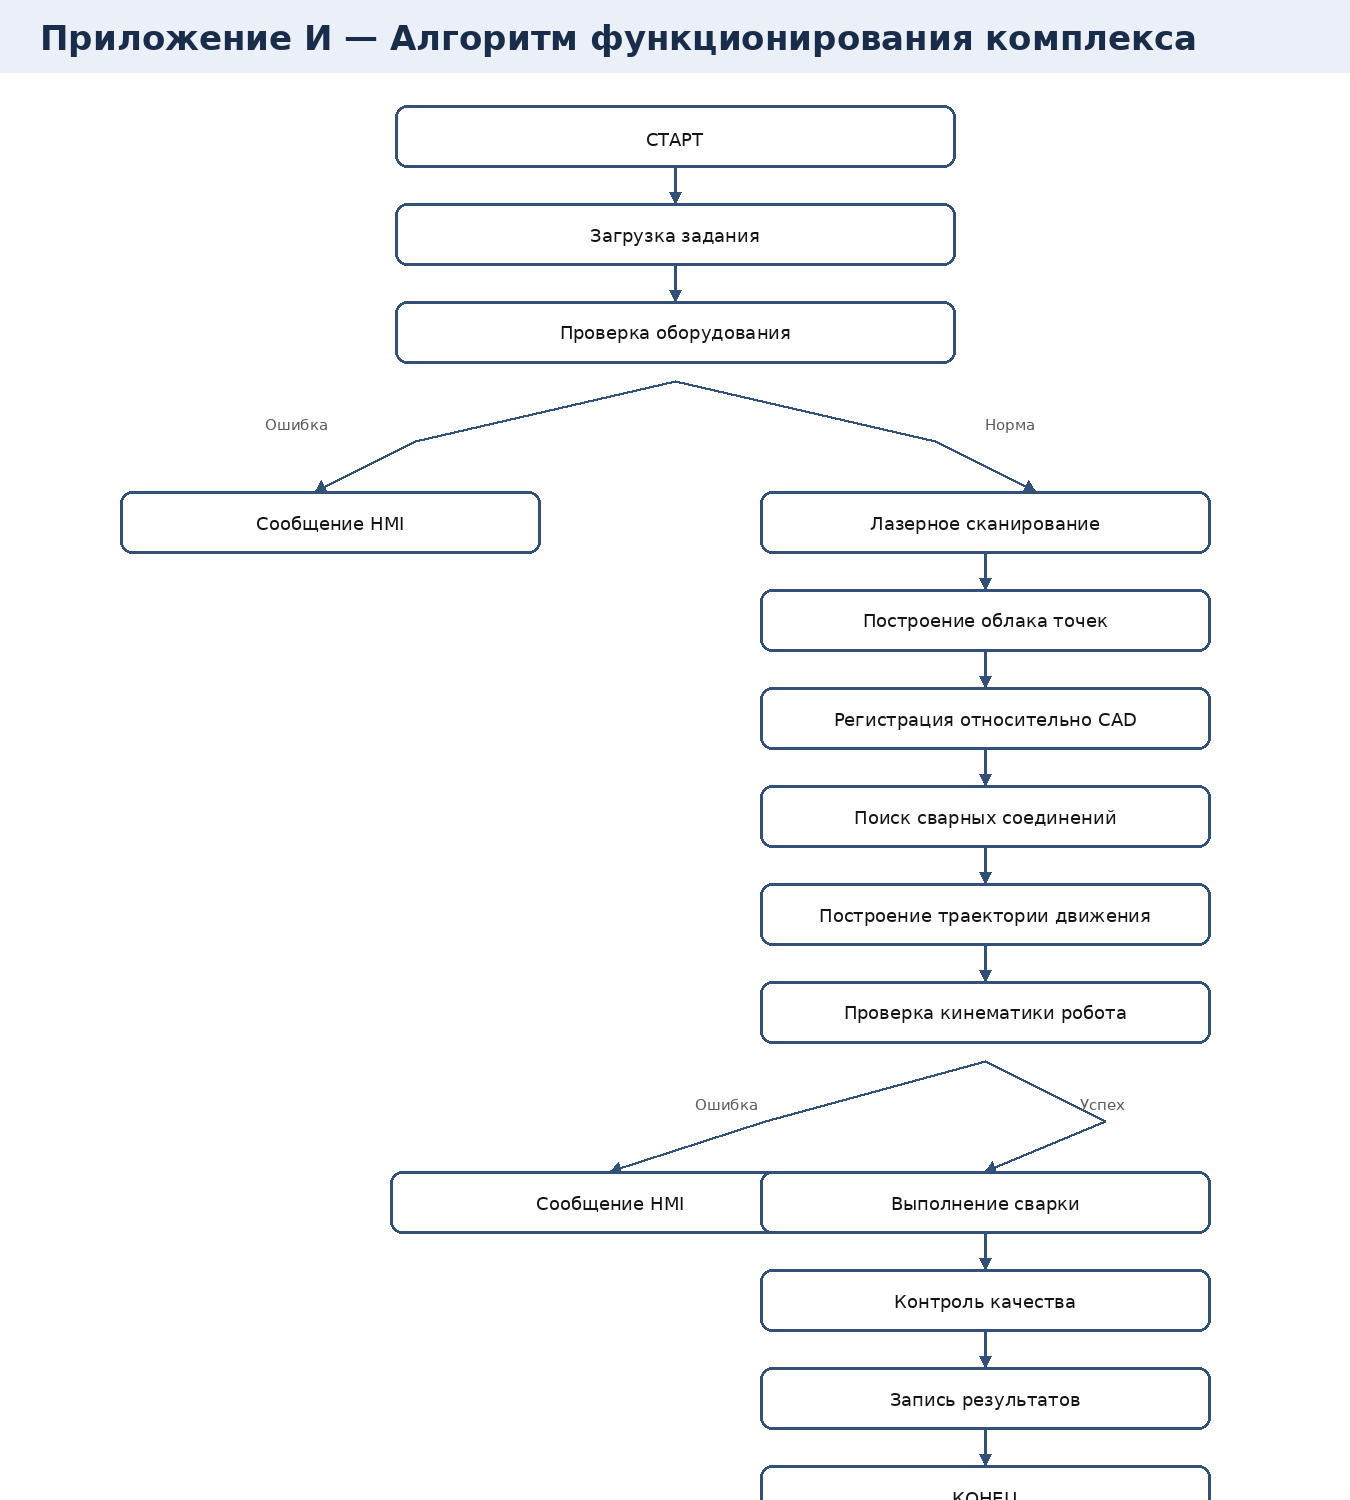 Приложение И — Алгоритм функционирования комплекса
СТАРТ
Загрузка задания
Проверка оборудования
Ошибка
Норма
Сообщение HMI
Лазерное сканирование
Построение облака точек
Регистрация относительно CAD
Поиск сварных соединений
Построение траектории движения
Проверка кинематики робота
Ошибка
Успех
Сообщение HMI
Выполнение сварки
Контроль качества
Запись результатов
КОНЕЦ